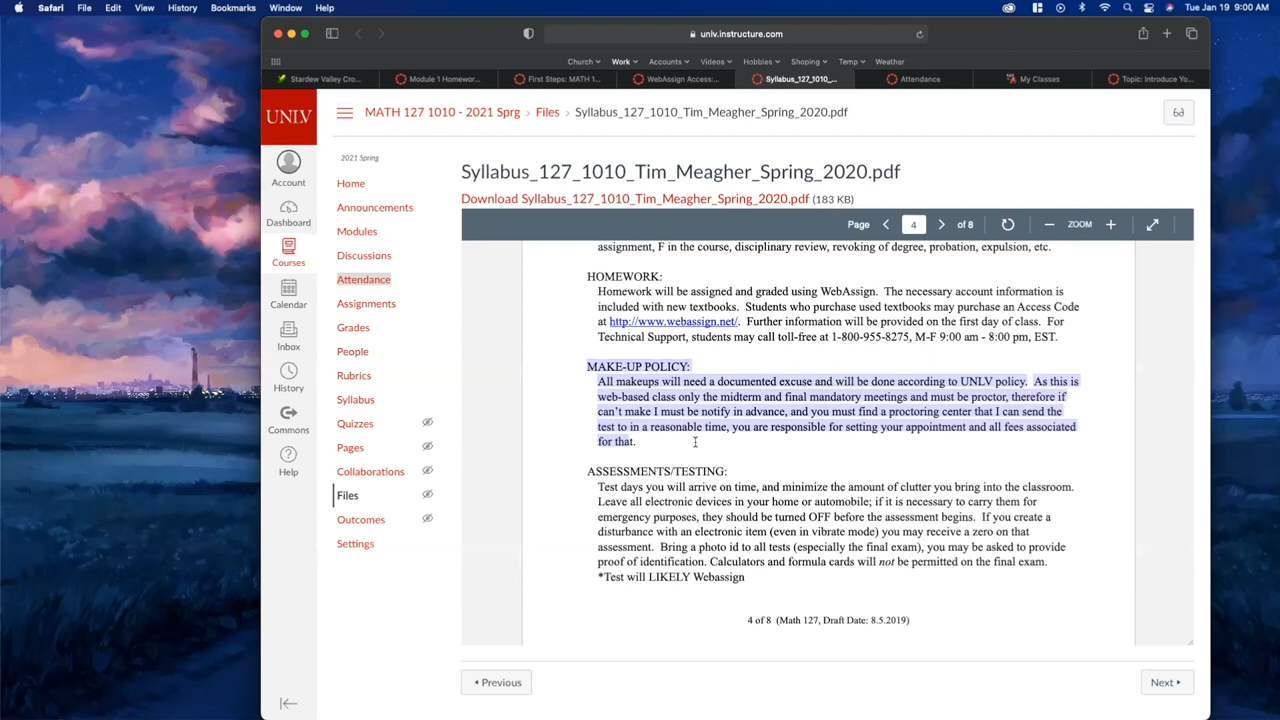 Safari File Edit View History Bookmarks Window Help Tue Jan 19 9:00 AM
univ.instructure.com
Church Work Accounts Videos Hobbies Shoping Temp Weather
Stardew Valley Cro... Module 1 Homewor... First Steps: MATH 1... WebAssign Access:... Syllabus_127_1010_... Attendance My Classes Topic: Introduce Yo...
UNLV
MATH 127 1010 - 2021 Sprg › Files › Syllabus_127_1010_Tim_Meagher_Spring_2020.pdf
Account
Dashboard
Courses
Calendar
Inbox
History
Commons
Help
2021 Spring
Home
Announcements
Modules
Discussions
Attendance
Assignments
Grades
People
Rubrics
Syllabus
Quizzes
Pages
Collaborations
Files
Outcomes
Settings
Syllabus_127_1010_Tim_Meagher_Spring_2020.pdf
Download Syllabus_127_1010_Tim_Meagher_Spring_2020.pdf (183 KB)
Page 4 of 8 ZOOM
assignment, F in the course, disciplinary review, revoking of degree, probation, expulsion, etc.
HOMEWORK:
Homework will be assigned and graded using WebAssign. The necessary account information is
included with new textbooks. Students who purchase used textbooks may purchase an Access Code
at http://www.webassign.net/. Further information will be provided on the first day of class. For
Technical Support, students may call toll-free at 1-800-955-8275, M-F 9:00 am - 8:00 pm, EST.
MAKE-UP POLICY:
All makeups will need a documented excuse and will be done according to UNLV policy. As this is
web-based class only the midterm and final mandatory meetings and must be proctor, therefore if
can't make I must be notify in advance, and you must find a proctoring center that I can send the
test to in a reasonable time, you are responsible for setting your appointment and all fees associated
for that.
ASSESSMENTS/TESTING:
Test days you will arrive on time, and minimize the amount of clutter you bring into the classroom.
Leave all electronic devices in your home or automobile; if it is necessary to carry them for
emergency purposes, they should be turned OFF before the assessment begins. If you create a
disturbance with an electronic item (even in vibrate mode) you may receive a zero on that
assessment. Bring a photo id to all tests (especially the final exam), you may be asked to provide
proof of identification. Calculators and formula cards will not be permitted on the final exam.
*Test will LIKELY Webassign
4 of 8 (Math 127, Draft Date: 8.5.2019)
Previous
Next